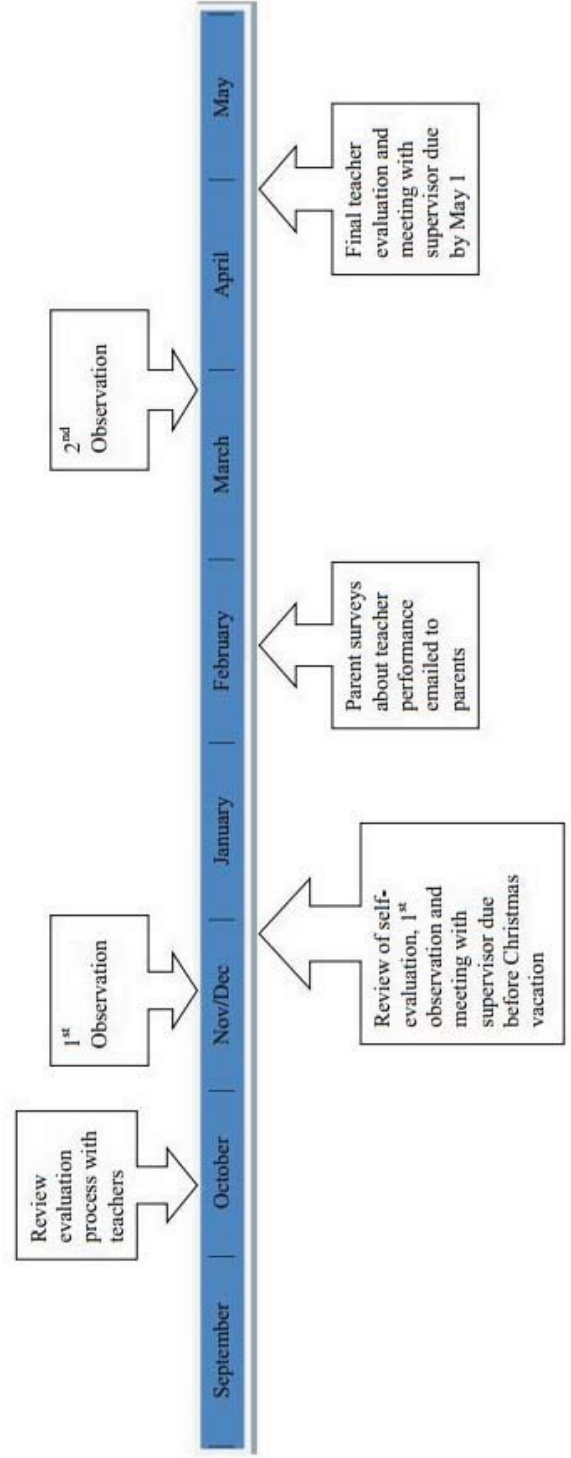 Review
evaluation
process with
teachers
1st
Observation
2nd
Observation
September
October
Nov/Dec
January
February
March
April
May
Review of self-
evaluation, 1st
observation and
meeting with
supervisor due
before Christmas
vacation
Parent surveys
about teacher
performance
emailed to
parents
Final teacher
evaluation and
meeting with
supervisor due
by May 1